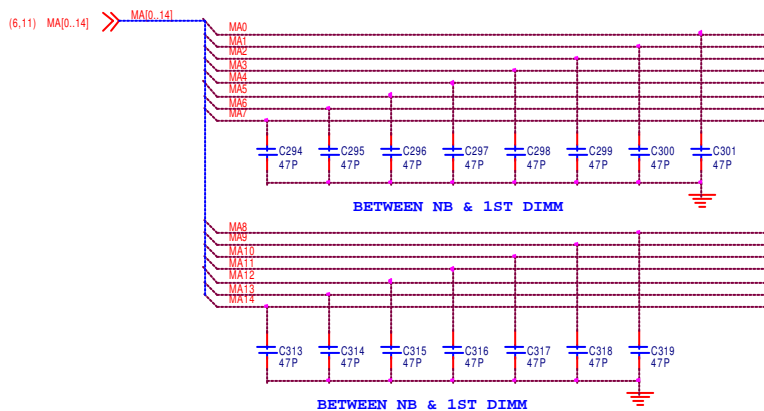 (6,11) MA[0..14] MA[0..14]
MA0
MA1
MA2
MA3
MA4
MA5
MA6
MA7
C294 C295 C296 C297 C298 C299 C300 C301
47P 47P 47P 47P 47P 47P 47P 47P
BETWEEN NB & 1ST DIMM
MA8
MA9
MA10
MA11
MA12
MA13
MA14
C313 C314 C315 C316 C317 C318 C319
47P 47P 47P 47P 47P 47P 47P
BETWEEN NB & 1ST DIMM